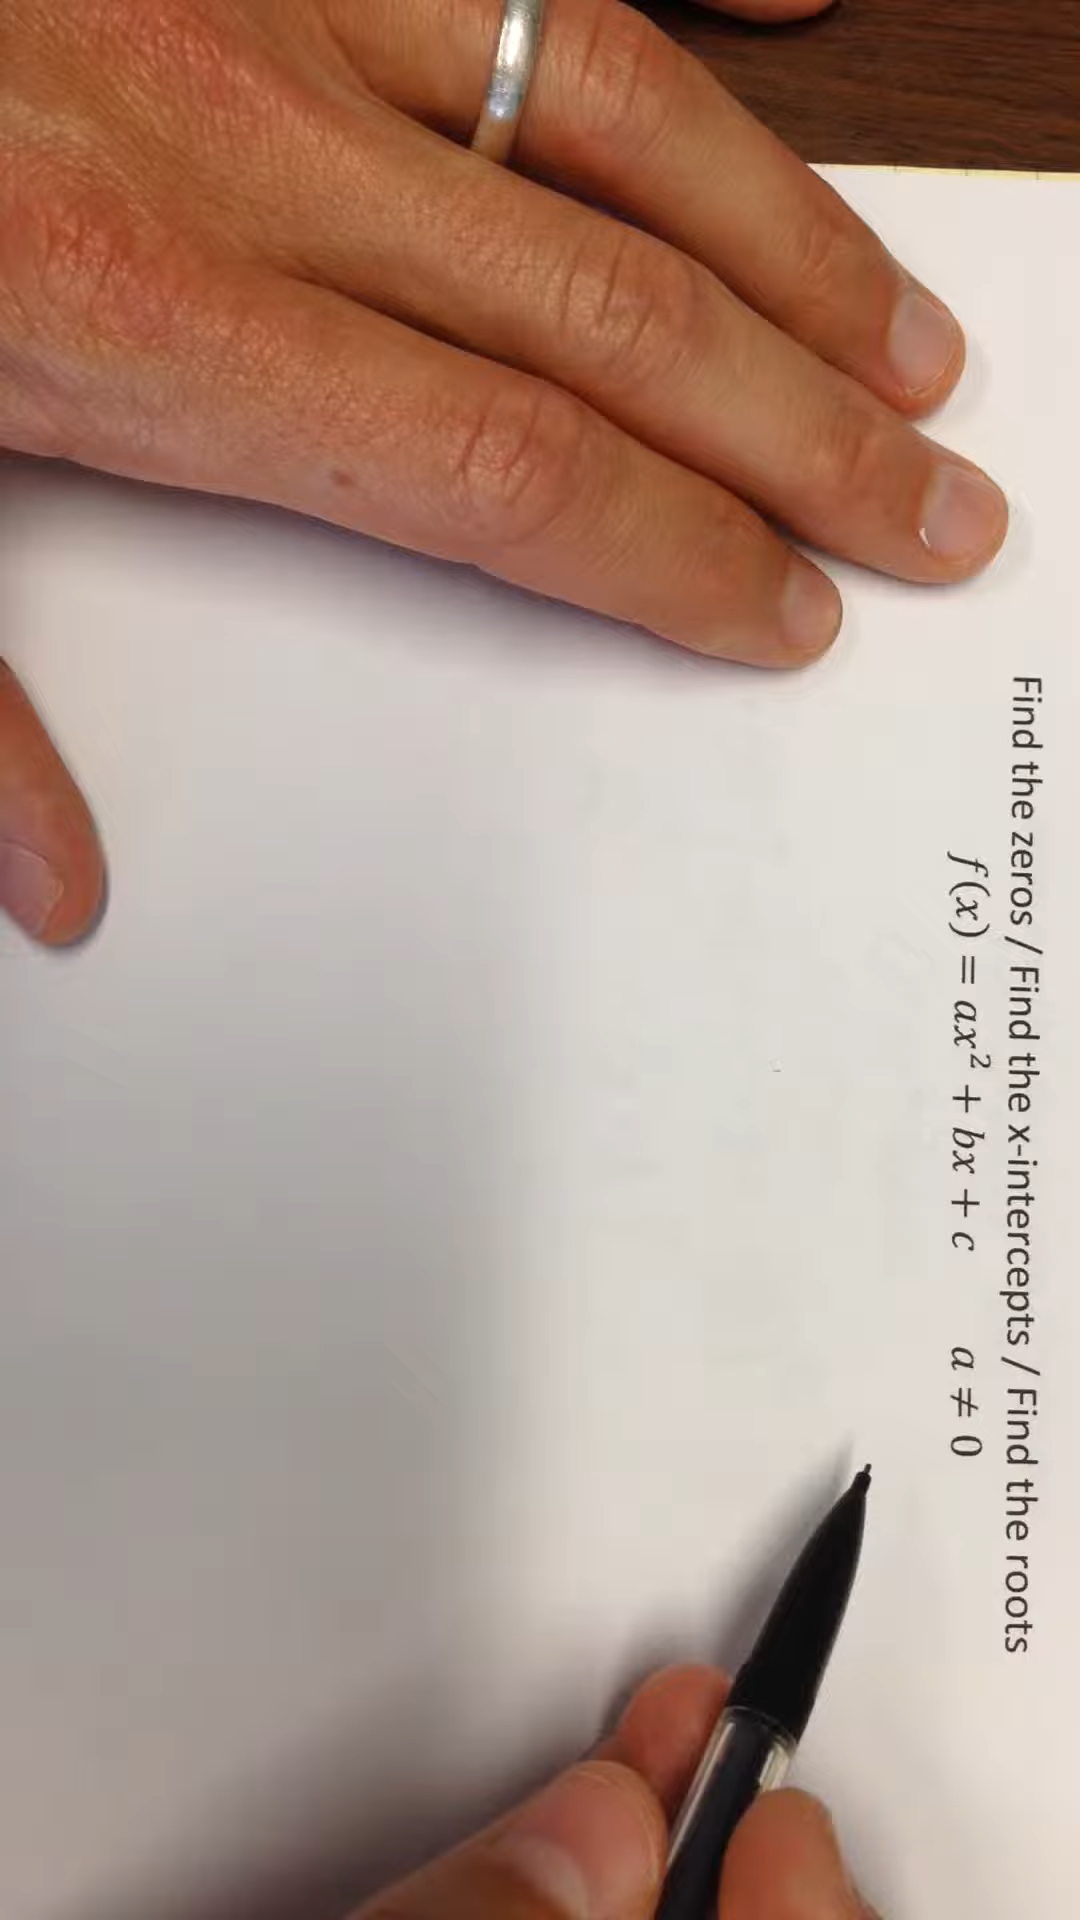 Find the zeros / Find the x-intercepts / Find the roots
f(x) = ax² + bx + c   a ≠ 0